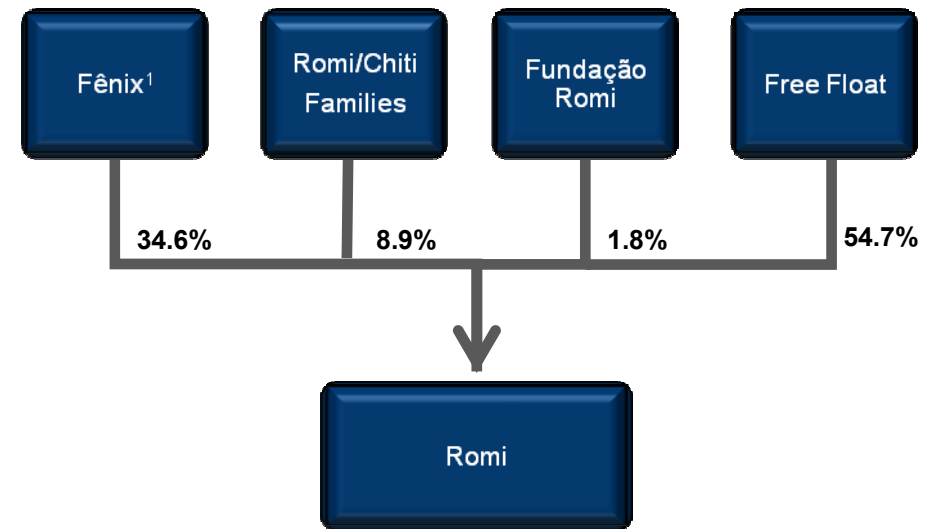 Fênix¹
Romi/Chiti
Families
Fundação
Romi
Free Float
34.6%
8.9%
1.8%
54.7%
Romi